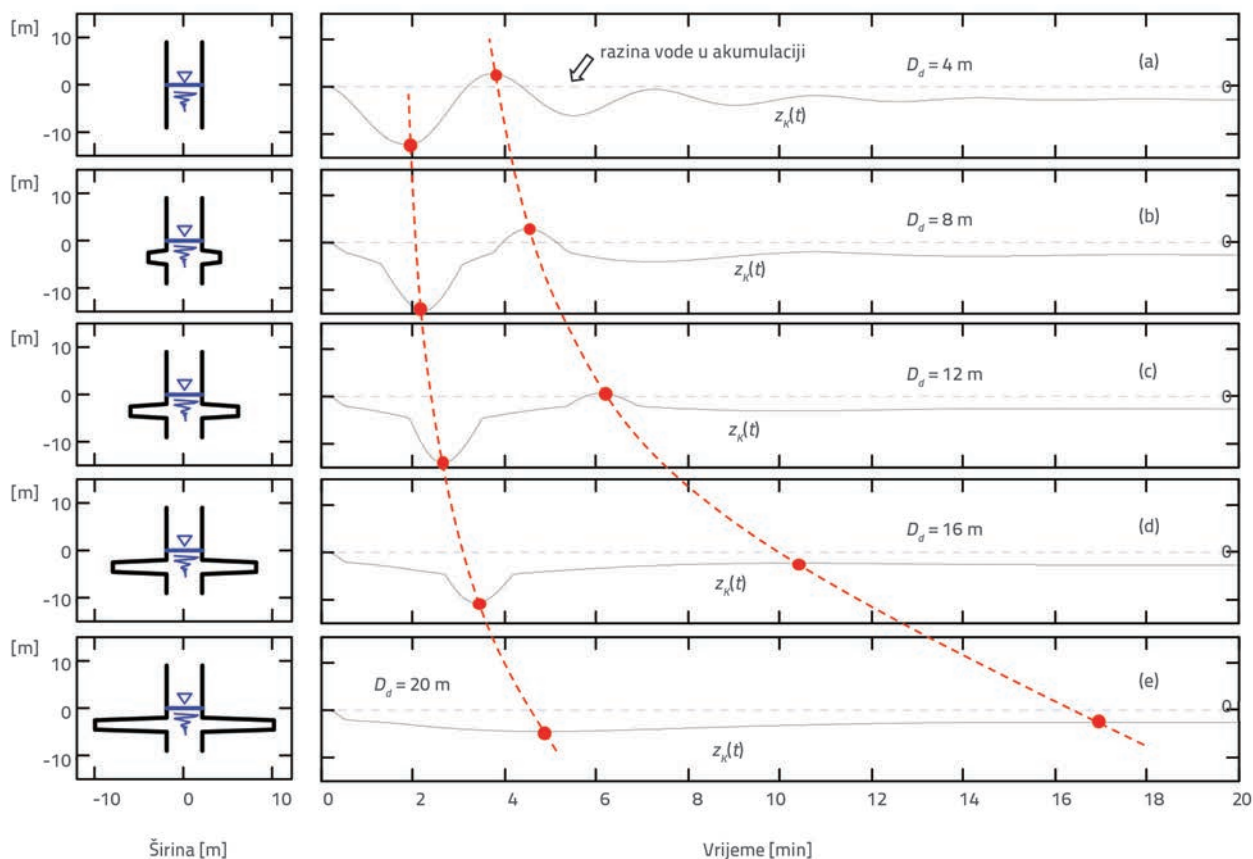 [m]
10
0
-10
razina vode u akumulaciji
D_d = 4 m
(a)
0
z_K(t)
[m]
10
0
-10
D_d = 8 m
(b)
0
z_K(t)
[m]
10
0
-10
D_d = 12 m
(c)
0
z_K(t)
[m]
10
0
-10
D_d = 16 m
(d)
0
z_K(t)
[m]
10
0
-10
D_d = 20 m
(e)
0
z_K(t)
-10 0 10
0 2 4 6 8 10 12 14 16 18 20
Širina [m]
Vrijeme [min]